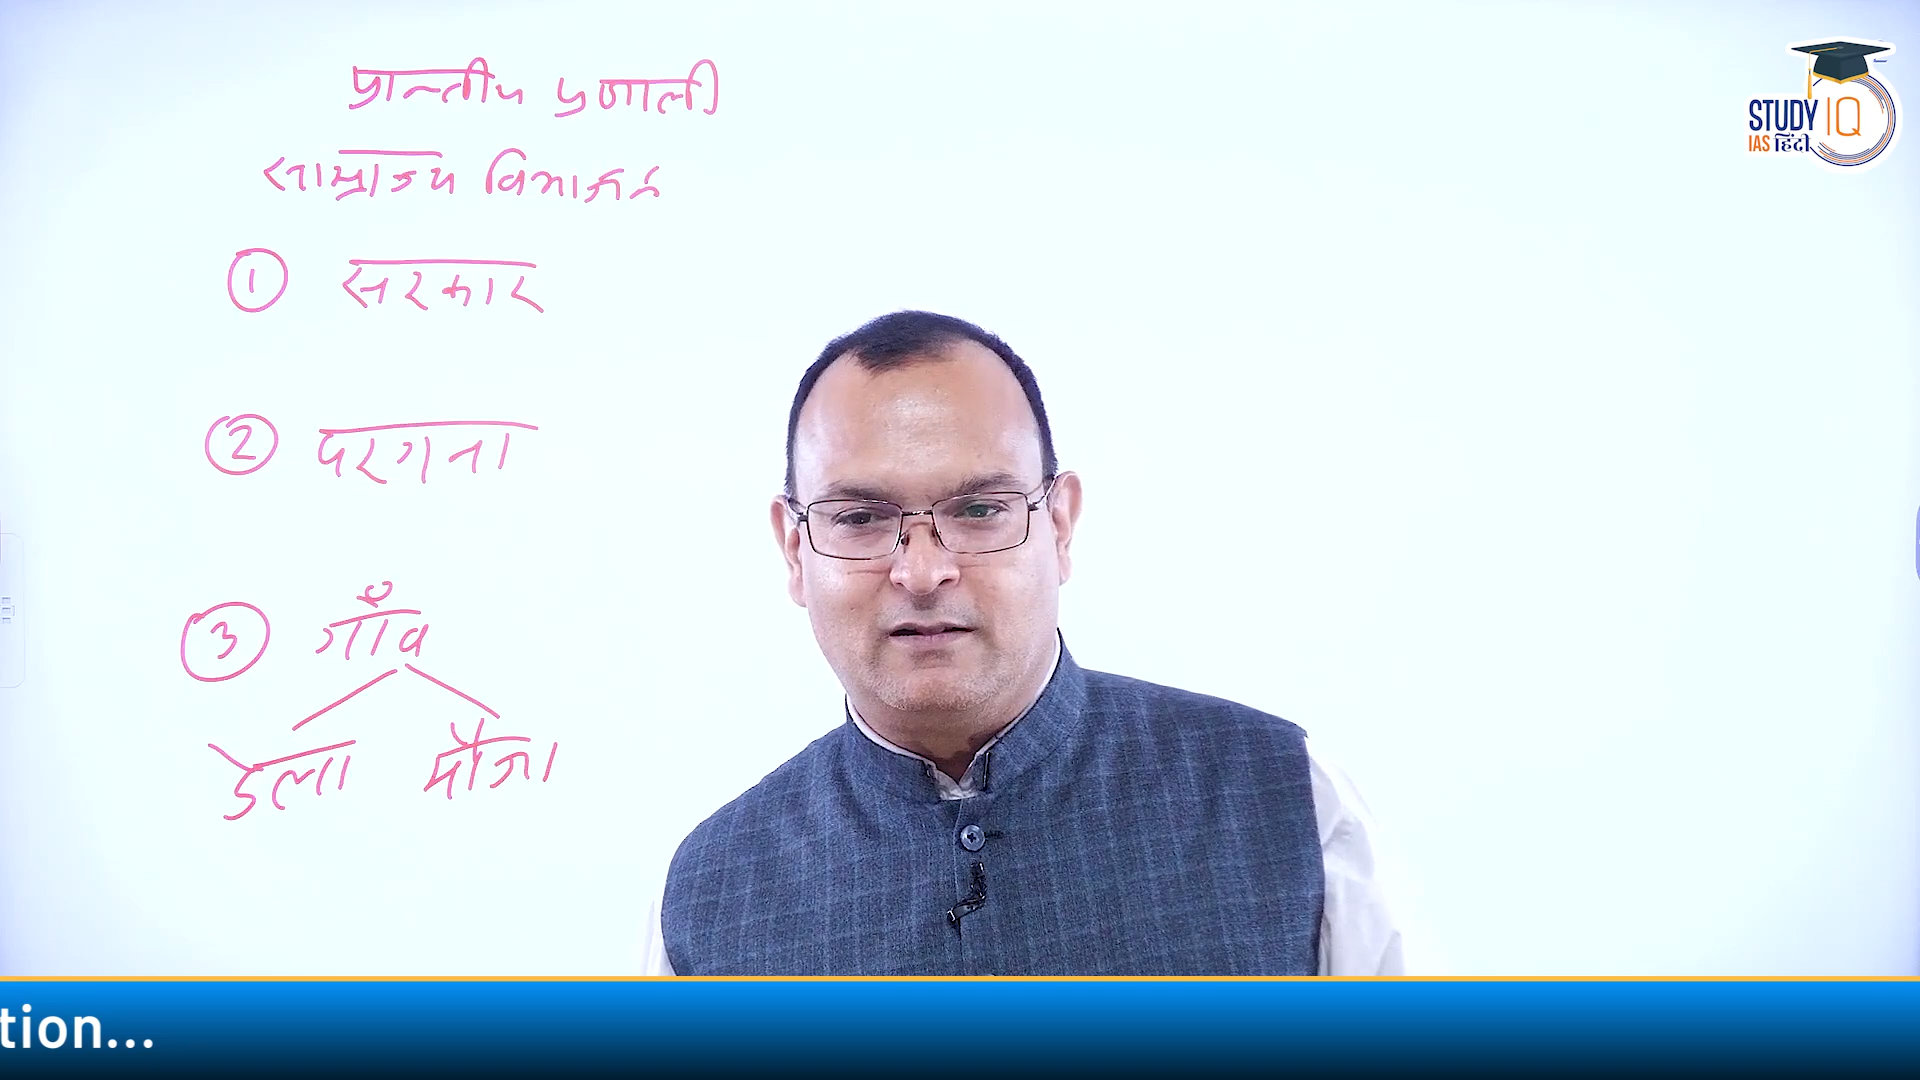 प्रान्तीय प्रणाली
साम्राज्य विभाजन
① सरकार
② परगना
③ गाँव
डेला मौजा
STUDY IQ
IAS हिंदी
tion...